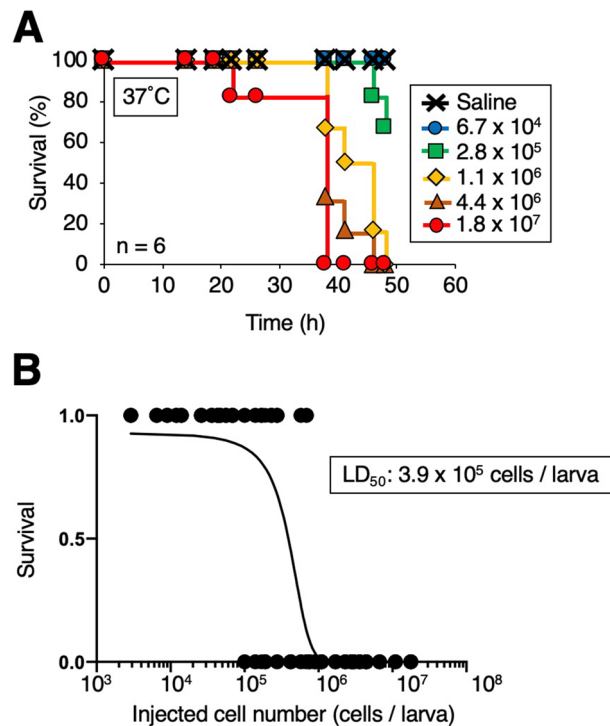 A
Survival (%)
100
80
60
40
20
0
37˚C
n = 6
0 10 20 30 40 50 60
Time (h)
Saline
6.7 x 10⁴
2.8 x 10⁵
1.1 x 10⁶
4.4 x 10⁶
1.8 x 10⁷
B
Survival
1.0
0.5
0.0
LD₅₀: 3.9 x 10⁵ cells / larva
10³ 10⁴ 10⁵ 10⁶ 10⁷ 10⁸
Injected cell number (cells / larva)